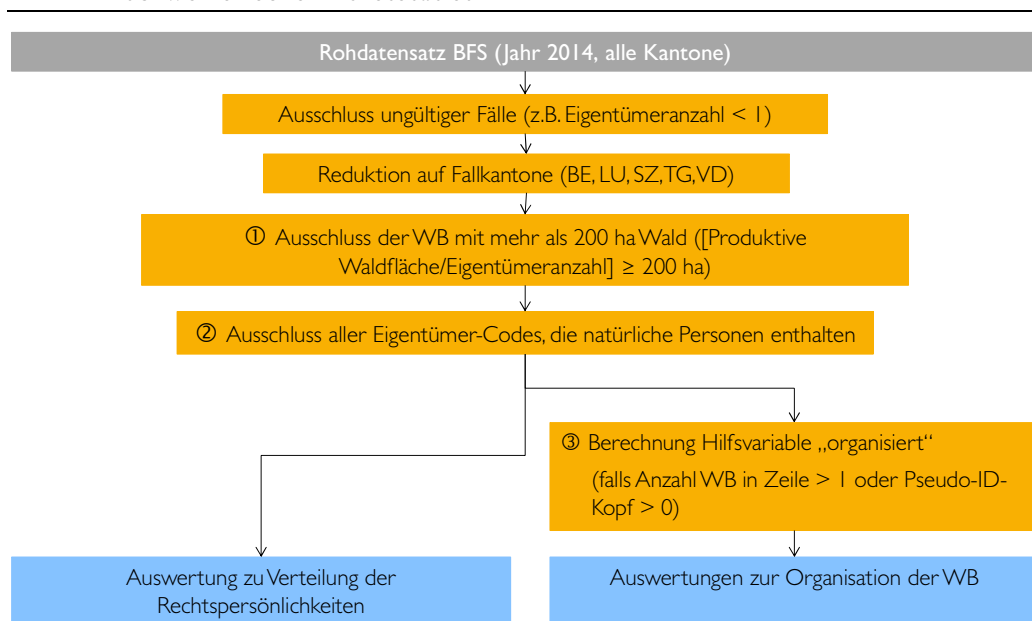 Rohdatensatz BFS (Jahr 2014, alle Kantone)
Ausschluss ungültiger Fälle (z.B. Eigentümeranzahl < 1)
Reduktion auf Fallkantone (BE, LU, SZ, TG, VD)
① Ausschluss der WB mit mehr als 200 ha Wald ([Produktive
Waldfläche/Eigentümeranzahl] ≥ 200 ha)
② Ausschluss aller Eigentümer-Codes, die natürliche Personen enthalten
③ Berechnung Hilfsvariable „organisiert“
(falls Anzahl WB in Zeile > 1 oder Pseudo-ID-
Kopf > 0)
Auswertung zu Verteilung der
Rechtspersönlichkeiten
Auswertungen zur Organisation der WB